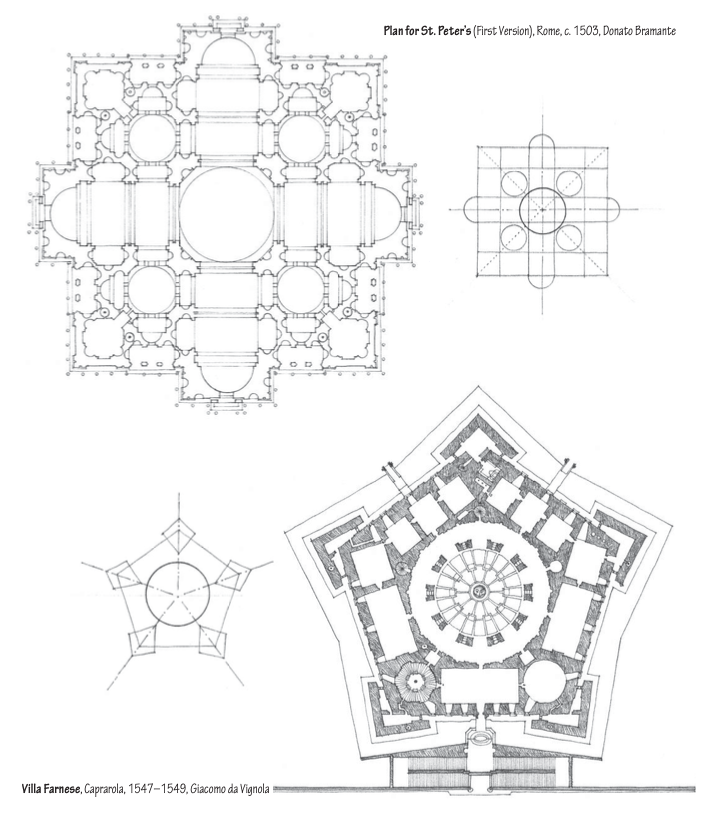 Plan for St. Peter's (First Version), Rome, c. 1503, Donato Bramante
Villa Farnese, Caprarola, 1547–1549, Giacomo da Vignola